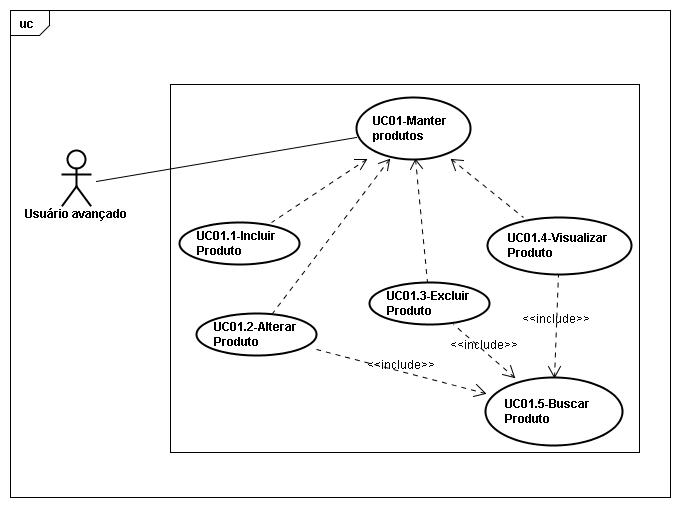 uc
UC01-Manter
produtos
Usuário avançado
UC01.1-Incluir
Produto
UC01.4-Visualizar
Produto
UC01.3-Excluir
Produto
UC01.2-Alterar
Produto
<<include>>
<<include>>
<<include>>
UC01.5-Buscar
Produto